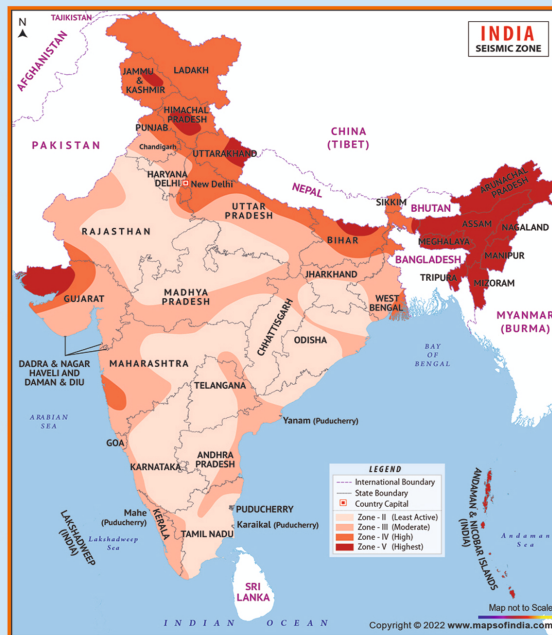 N
TAJIKISTAN
AFGHANISTAN
INDIA
SEISMIC ZONE
LADAKH
JAMMU
&
KASHMIR
HIMACHAL
PRADESH
PAKISTAN
PUNJAB
Chandigarh
UTTARAKHAND
CHINA
(TIBET)
HARYANA
DELHI
New Delhi
NEPAL
ARUNACHAL
PRADESH
SIKKIM
BHUTAN
UTTAR
PRADESH
RAJASTHAN
BIHAR
ASSAM
NAGALAND
MEGHALAYA
MANIPUR
BANGLADESH
TRIPURA
MIZORAM
JHARKHAND
GUJARAT
MADHYA
PRADESH
WEST
BENGAL
MYANMAR
(BURMA)
CHHATTISGARH
ODISHA
DADRA & NAGAR
HAVELI AND
DAMAN & DIU
MAHARASHTRA
BAY
OF
BENGAL
TELANGANA
ARABIAN
SEA
Yanam (Puducherry)
GOA
ANDHRA
PRADESH
KARNATAKA
LEGEND
International Boundary
State Boundary
Country Capital
Zone - II (Least Active)
Zone - III (Moderate)
Zone - IV (High)
Zone - V (Highest)
ANDAMAN & NICOBAR ISLANDS
(INDIA)
Mahe
(Puducherry)
PUDUCHERRY
Karaikal (Puducherry)
KERALA
TAMIL NADU
LAKSHADWEEP
(INDIA)
Lakshadweep
Sea
Andaman
Sea
SRI
LANKA
Map not to Scale
INDIAN OCEAN
Copyright © 2022 www.mapsofindia.com